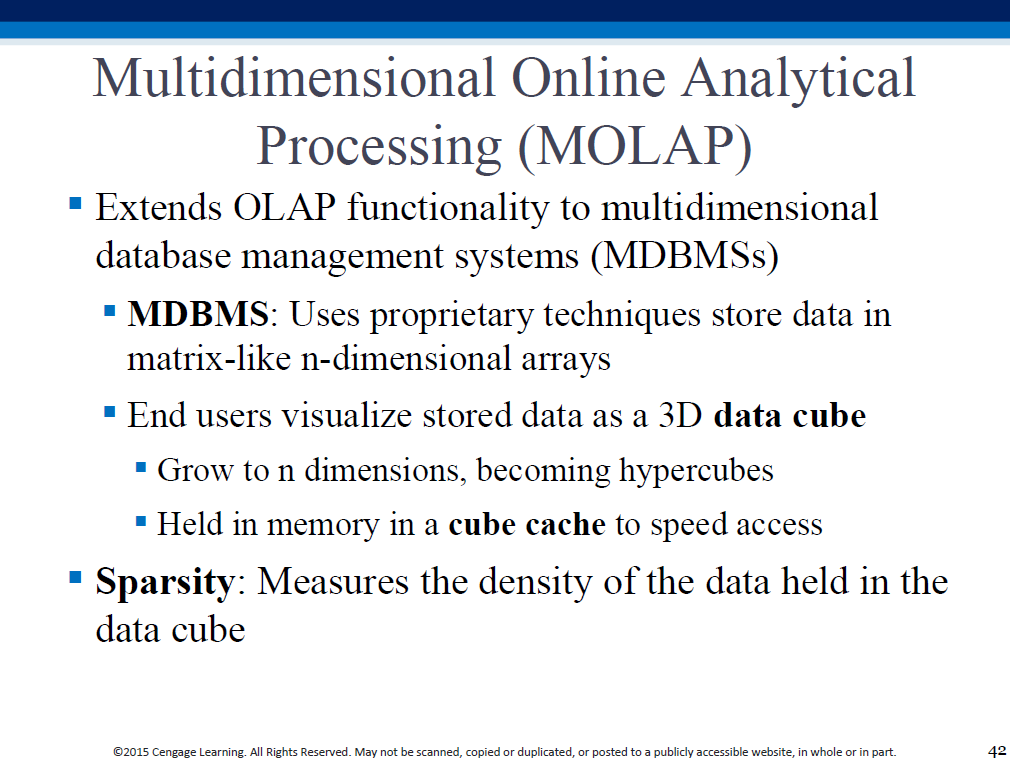 Multidimensional Online Analytical
Processing (MOLAP)
Extends OLAP functionality to multidimensional
database management systems (MDBMSs)
MDBMS: Uses proprietary techniques store data in
matrix-like n-dimensional arrays
End users visualize stored data as a 3D data cube
Grow to n dimensions, becoming hypercubes
Held in memory in a cube cache to speed access
Sparsity: Measures the density of the data held in the
data cube
©2015 Cengage Learning. All Rights Reserved. May not be scanned, copied or duplicated, or posted to a publicly accessible website, in whole or in part.
42